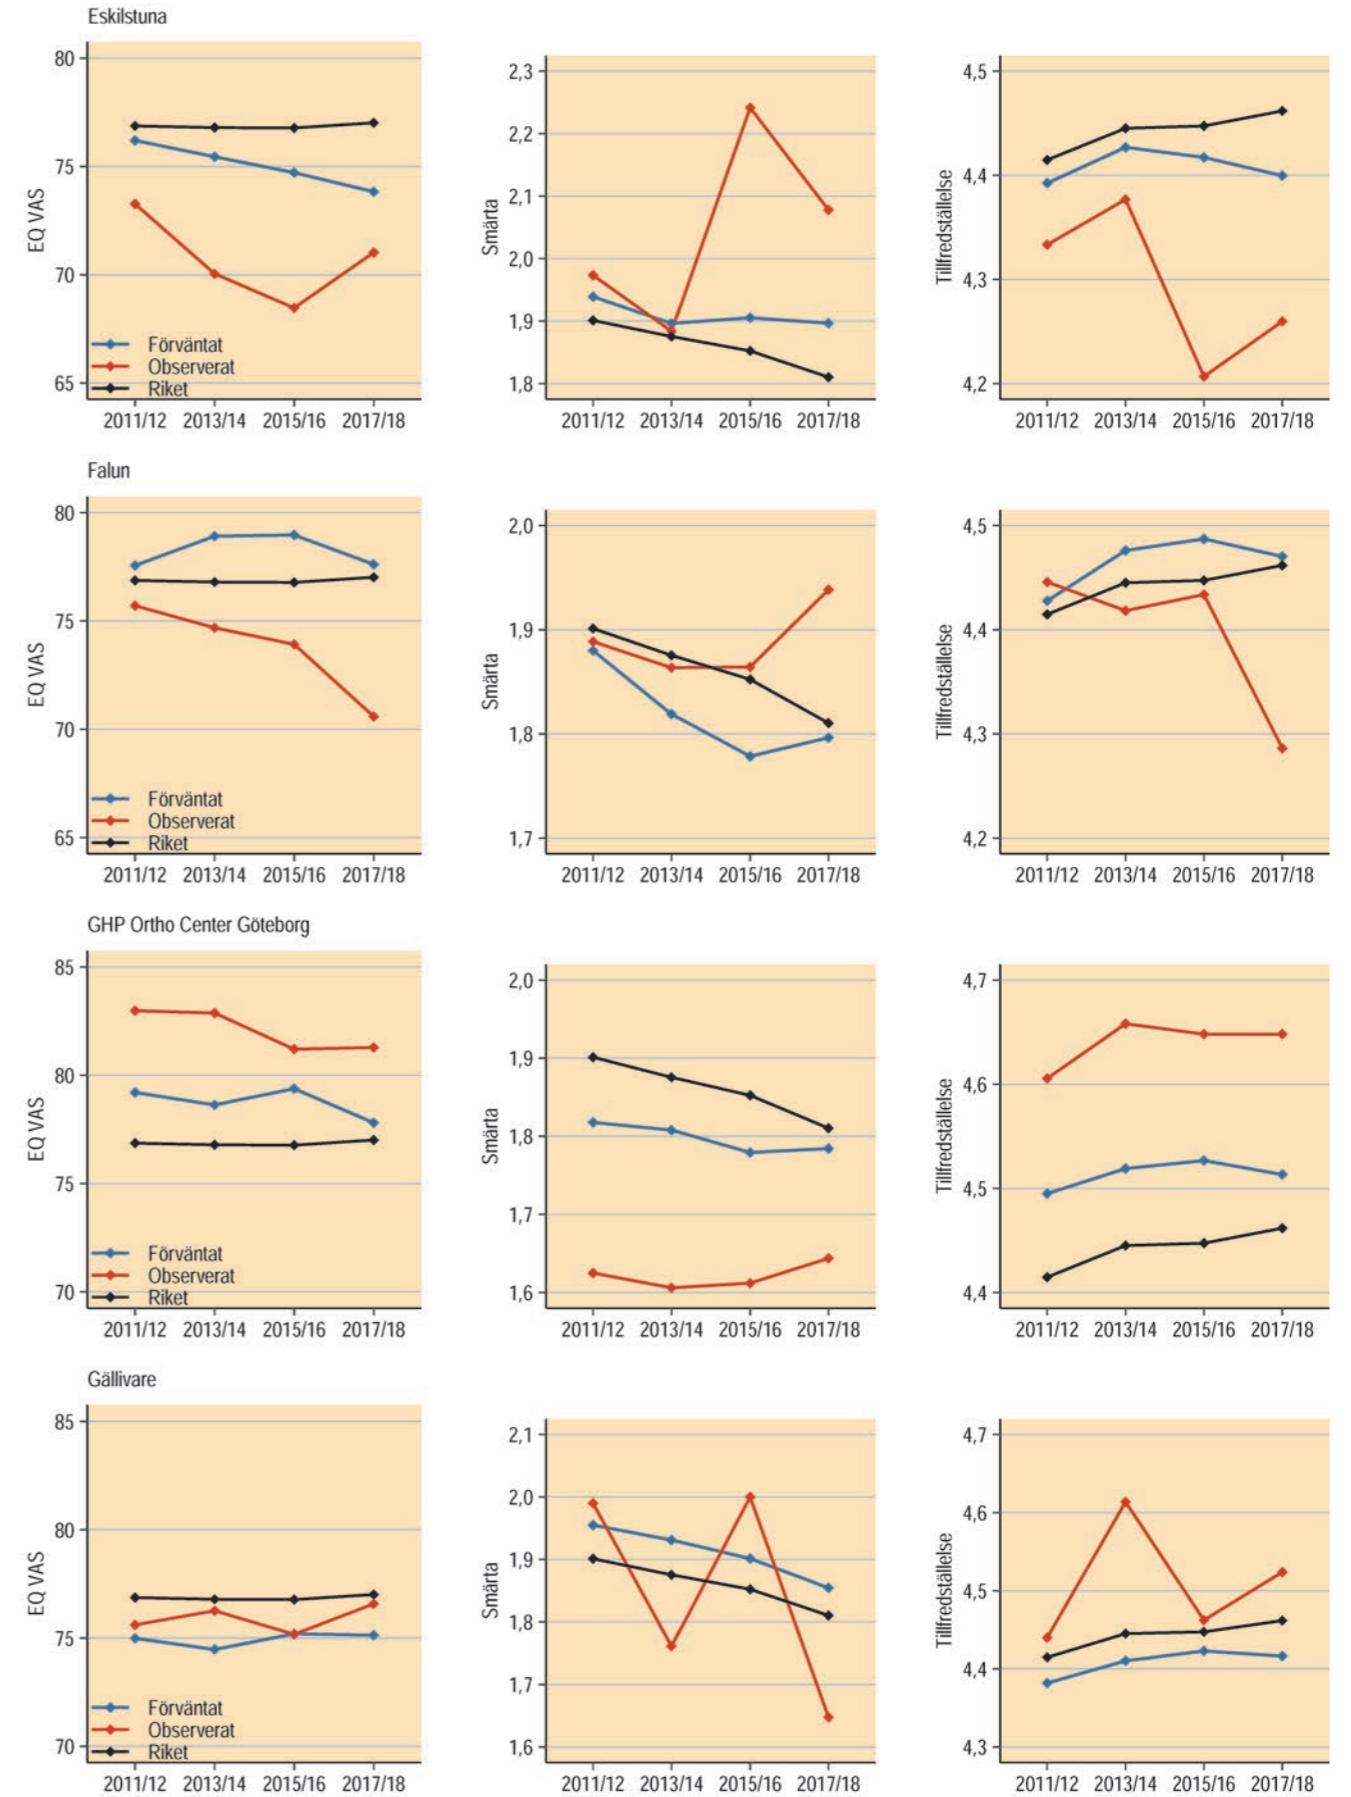 Eskilstuna
80
75
70
65
EQ VAS
Förväntat
Observerat
Riket
2011/12 2013/14 2015/16 2017/18
2,3
2,2
2,1
2,0
1,9
1,8
Smärta
2011/12 2013/14 2015/16 2017/18
4,5
4,4
4,3
4,2
Tillfredställelse
2011/12 2013/14 2015/16 2017/18
Falun
80
75
70
65
EQ VAS
Förväntat
Observerat
Riket
2011/12 2013/14 2015/16 2017/18
2,0
1,9
1,8
1,7
Smärta
2011/12 2013/14 2015/16 2017/18
4,5
4,4
4,3
4,2
Tillfredställelse
2011/12 2013/14 2015/16 2017/18
GHP Ortho Center Göteborg
85
80
75
70
EQ VAS
Förväntat
Observerat
Riket
2011/12 2013/14 2015/16 2017/18
2,0
1,9
1,8
1,7
1,6
Smärta
2011/12 2013/14 2015/16 2017/18
4,7
4,6
4,5
4,4
Tillfredställelse
2011/12 2013/14 2015/16 2017/18
Gällivare
85
80
75
70
EQ VAS
Förväntat
Observerat
Riket
2011/12 2013/14 2015/16 2017/18
2,1
2,0
1,9
1,8
1,7
1,6
Smärta
2011/12 2013/14 2015/16 2017/18
4,7
4,6
4,5
4,4
4,3
Tillfredställelse
2011/12 2013/14 2015/16 2017/18